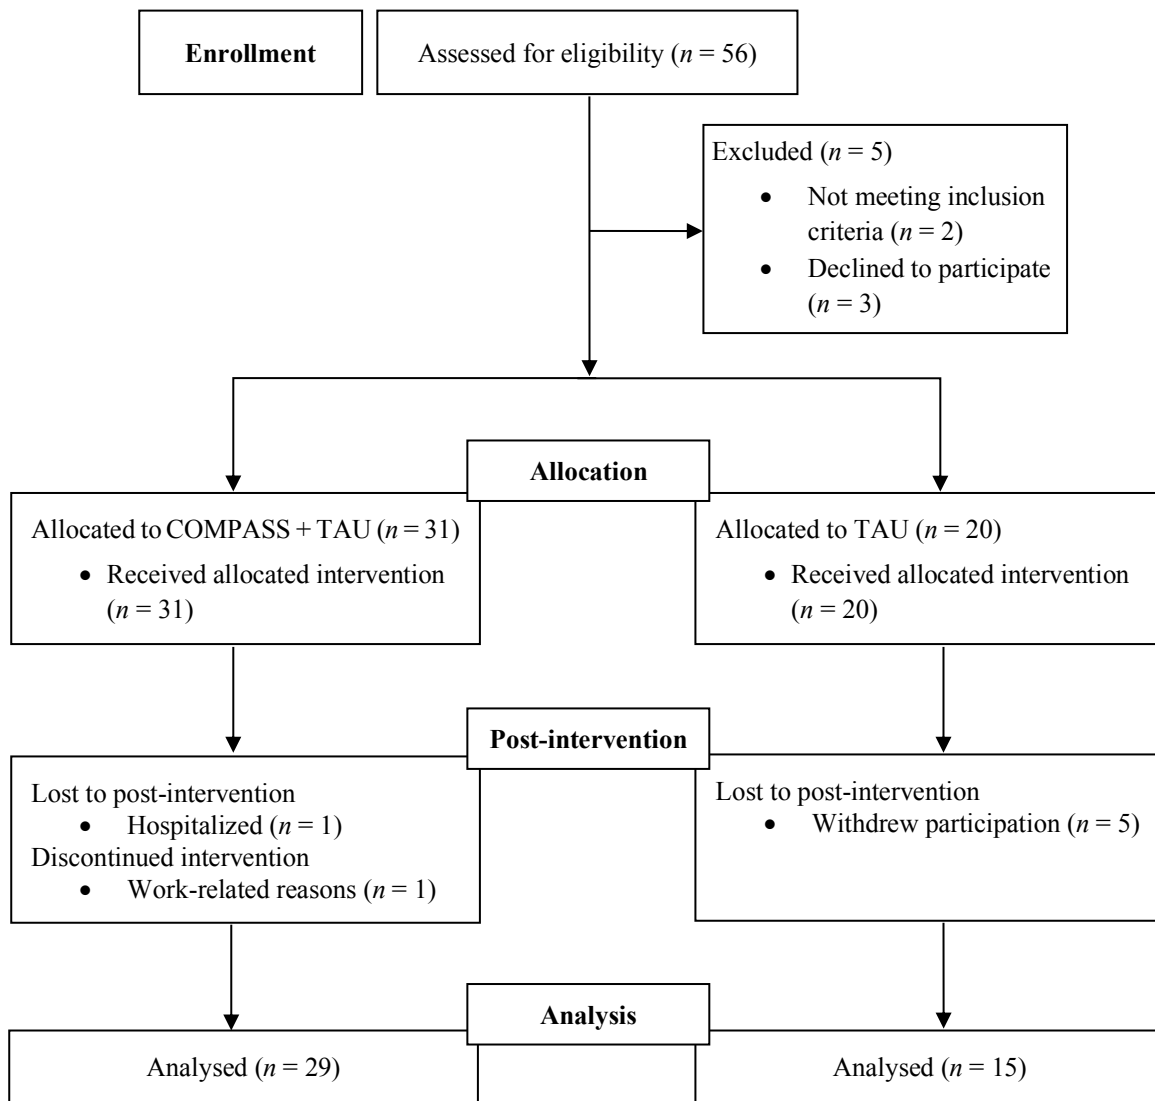 Enrollment
Assessed for eligibility (n = 56)
Excluded (n = 5)
• Not meeting inclusion
criteria (n = 2)
• Declined to participate
(n = 3)
Allocation
Allocated to COMPASS + TAU (n = 31)
• Received allocated intervention
(n = 31)
Allocated to TAU (n = 20)
• Received allocated intervention
(n = 20)
Post-intervention
Lost to post-intervention
• Hospitalized (n = 1)
Discontinued intervention
• Work-related reasons (n = 1)
Lost to post-intervention
• Withdrew participation (n = 5)
Analysis
Analysed (n = 29)
Analysed (n = 15)